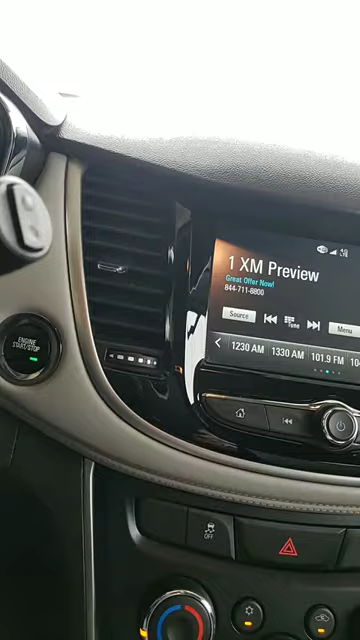 1 XM Preview
Great Offer Now!
844-711-8800
Source
Tune
Menu
1230 AM 1330 AM 101.9 FM
ENGINE
START/STOP
OFF